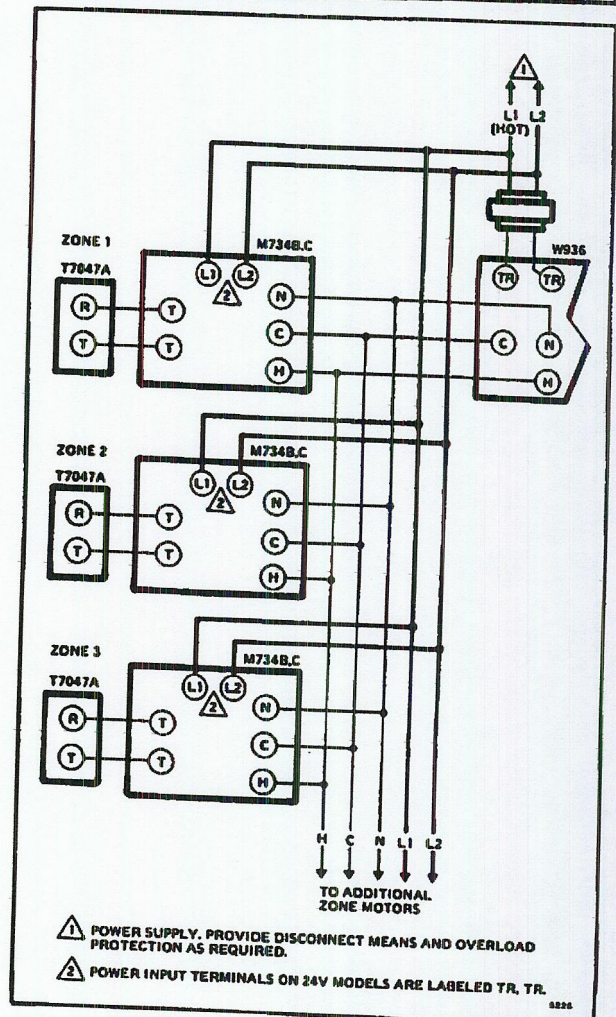 1
L1 L2
(HOT)
W936
ZONE 1
M734B,C
T7047A
L1 L2
2
TR TR
R T N
C C N
T T
H H
ZONE 2
M734B,C
T7047A
L1 L2
2
R T N
C
T T
H
ZONE 3
M734B,C
T7047A
L1 L2
2
R T N
C
T T
H
H C N L1 L2
TO ADDITIONAL
ZONE MOTORS
1 POWER SUPPLY. PROVIDE DISCONNECT MEANS AND OVERLOAD
PROTECTION AS REQUIRED.
2 POWER INPUT TERMINALS ON 24V MODELS ARE LABELED TR, TR.